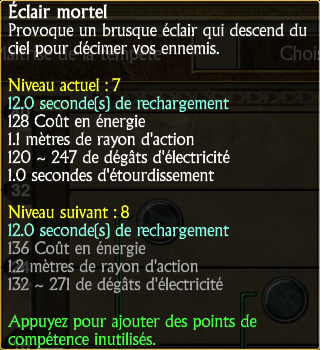 Éclair mortel
Provoque un brusque éclair qui descend du
ciel pour décimer vos ennemis.
Niveau actuel : 7
12.0 seconde(s) de rechargement
128 Coût en énergie
1.1 mètres de rayon d'action
120 ~ 247 de dégâts d'électricité
1.0 secondes d'étourdissement
32
Niveau suivant : 8
12.0 seconde(s) de rechargement
136 Coût en énergie
1.2 mètres de rayon d'action
132 ~ 271 de dégâts d'électricité
Appuyez pour ajouter des points de
compétence inutilisés.